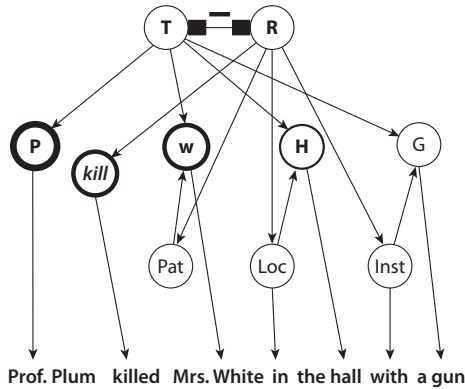 T R
P kill w H G
Pat Loc Inst
Prof. Plum killed Mrs. White in the hall with a gun